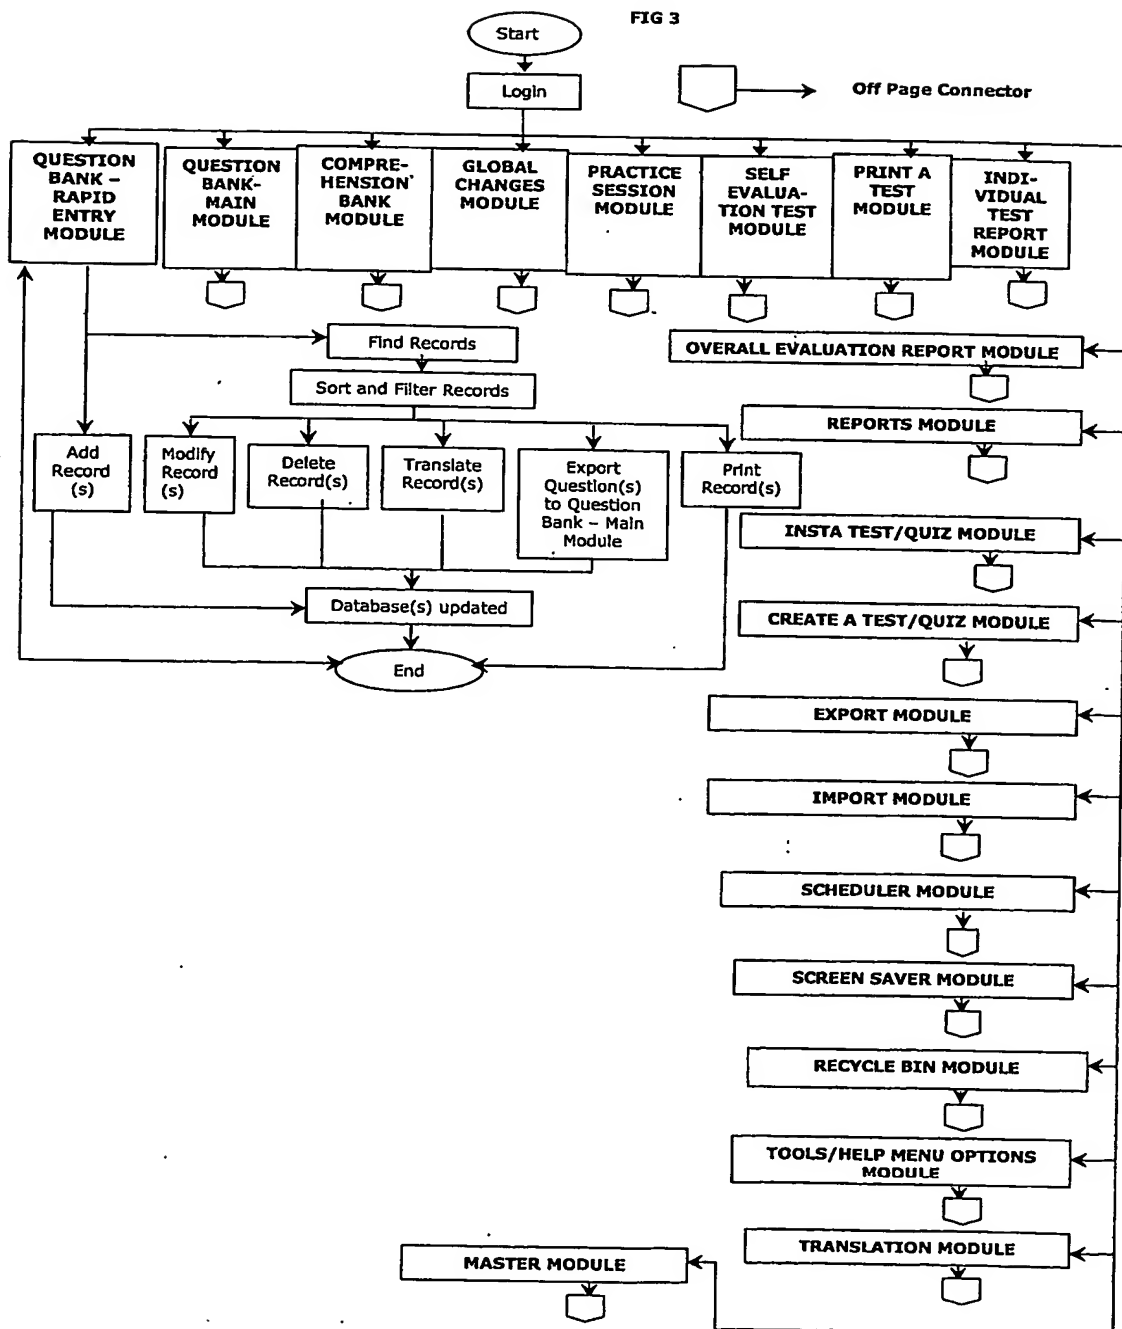 FIG 3
Start
Login
Off Page Connector
QUESTION
BANK –
RAPID
ENTRY
MODULE
QUESTION
BANK-
MAIN
MODULE
COMPRE-
HENSION
BANK
MODULE
GLOBAL
CHANGES
MODULE
PRACTICE
SESSION
MODULE
SELF
EVALUA-
TION TEST
MODULE
PRINT A
TEST
MODULE
INDI-
VIDUAL
TEST
REPORT
MODULE
Find Records
OVERALL EVALUATION REPORT MODULE
Sort and Filter Records
REPORTS MODULE
Add
Record
(s)
Modify
Record
(s)
Delete
Record(s)
Translate
Record(s)
Export
Question(s)
to Question
Bank – Main
Module
Print
Record(s)
INSTA TEST/QUIZ MODULE
Database(s) updated
CREATE A TEST/QUIZ MODULE
End
EXPORT MODULE
IMPORT MODULE
SCHEDULER MODULE
SCREEN SAVER MODULE
RECYCLE BIN MODULE
TOOLS/HELP MENU OPTIONS
MODULE
TRANSLATION MODULE
MASTER MODULE